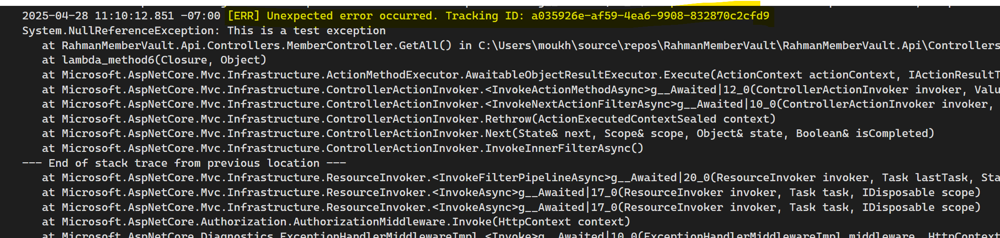 2025-04-28 11:10:12.851 -07:00 [ERR] Unexpected error occurred. Tracking ID: a035926e-af59-4ea6-9908-832870c2cfd9
System.NullReferenceException: This is a test exception
   at RahmanMemberVault.Api.Controllers.MemberController.GetAll() in C:\Users\moukh\source\repos\RahmanMemberVault\RahmanMemberVault.Api\Controllers
   at lambda_method6(Closure, Object)
   at Microsoft.AspNetCore.Mvc.Infrastructure.ActionMethodExecutor.AwaitableObjectResultExecutor.Execute(ActionContext actionContext, IActionResultT
   at Microsoft.AspNetCore.Mvc.Infrastructure.ControllerActionInvoker.<InvokeActionMethodAsync>g__Awaited|12_0(ControllerActionInvoker invoker, Valu
   at Microsoft.AspNetCore.Mvc.Infrastructure.ControllerActionInvoker.<InvokeNextActionFilterAsync>g__Awaited|10_0(ControllerActionInvoker invoker,
   at Microsoft.AspNetCore.Mvc.Infrastructure.ControllerActionInvoker.Rethrow(ActionExecutedContextSealed context)
   at Microsoft.AspNetCore.Mvc.Infrastructure.ControllerActionInvoker.Next(State& next, Scope& scope, Object& state, Boolean& isCompleted)
   at Microsoft.AspNetCore.Mvc.Infrastructure.ControllerActionInvoker.InvokeInnerFilterAsync()
--- End of stack trace from previous location ---
   at Microsoft.AspNetCore.Mvc.Infrastructure.ResourceInvoker.<InvokeFilterPipelineAsync>g__Awaited|20_0(ResourceInvoker invoker, Task lastTask, Sta
   at Microsoft.AspNetCore.Mvc.Infrastructure.ResourceInvoker.<InvokeAsync>g__Awaited|17_0(ResourceInvoker invoker, Task task, IDisposable scope)
   at Microsoft.AspNetCore.Mvc.Infrastructure.ResourceInvoker.<InvokeAsync>g__Awaited|17_0(ResourceInvoker invoker, Task task, IDisposable scope)
   at Microsoft.AspNetCore.Authorization.AuthorizationMiddleware.Invoke(HttpContext context)
   at Microsoft.AspNetCore.Diagnostics.ExceptionHandlerMiddlewareImpl.<Invoke>g__Awaited|10_0(ExceptionHandlerMiddlewareImpl middleware, HttpContext